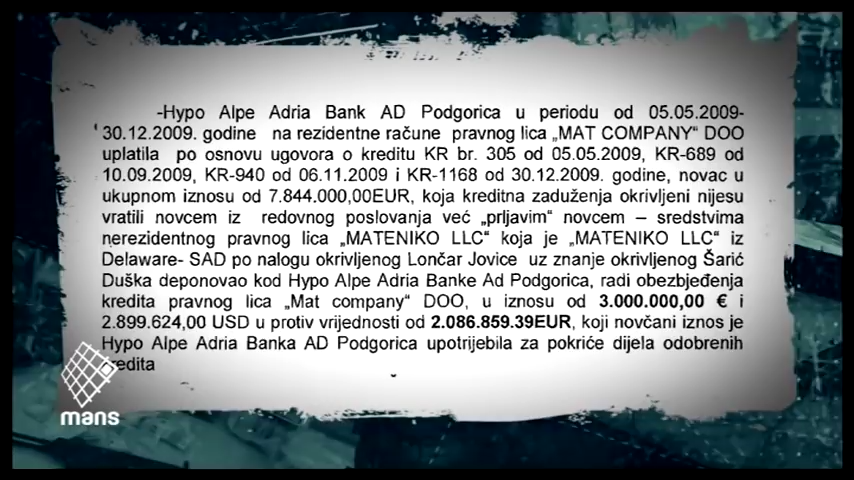 -Hypo Alpe Adria Bank AD Podgorica u periodu od 05.05.2009-
30.12.2009. godine na rezidentne račune pravnog lica „MAT COMPANY“ DOO
uplatila po osnovu ugovora o kreditu KR br. 305 od 05.05.2009, KR-689 od
10.09.2009, KR-940 od 06.11.2009 i KR-1168 od 30.12.2009. godine, novac u
ukupnom iznosu od 7.844.000,00EUR, koja kreditna zaduženja okrivljeni nijesu
vratili novcem iz redovnog poslovanja već „prljavim“ novcem – sredstvima
nerezidentnog pravnog lica „MATENIKO LLC“ koja je „MATENIKO LLC“ iz
Delaware- SAD po nalogu okrivljenog Lončar Jovice uz znanje okrivljenog Šarić
Duška deponovao kod Hypo Alpe Adria Banke Ad Podgorica, radi obezbjeđenja
kredita pravnog lica „Mat company“ DOO, u iznosu od 3.000.000,00 € i
2.899.624,00 USD u protiv vrijednosti od 2.086.859.39EUR, koji novčani iznos je
Hypo Alpe Adria Banka AD Podgorica upotrijebila za pokriće dijela odobrenih
kredita
mans